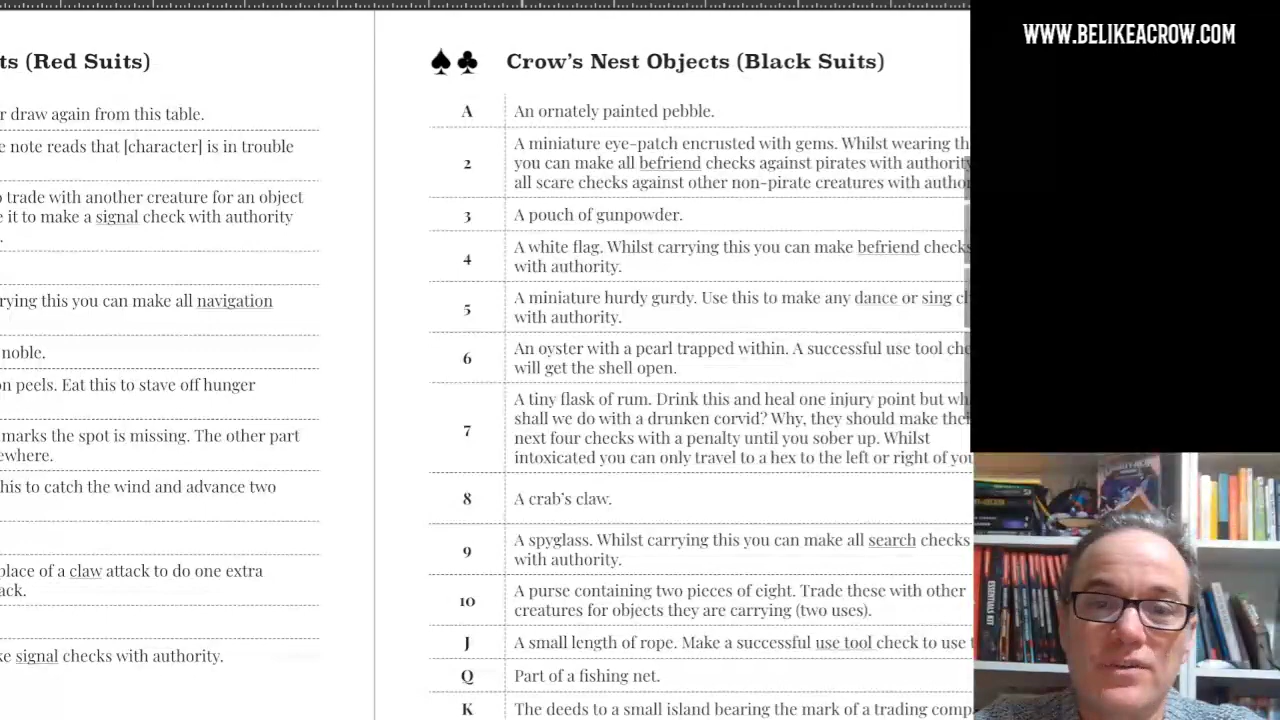 WWW.BELIKEACROW.COM
ts (Red Suits)
r draw again from this table.
e note reads that [character] is in trouble
o trade with another creature for an object
e it to make a signal check with authority
rying this you can make all navigation
noble.
on peels. Eat this to stave off hunger
marks the spot is missing. The other part
ewhere.
his to catch the wind and advance two
place of a claw attack to do one extra
ack.
ke signal checks with authority.
♠ ♣ Crow's Nest Objects (Black Suits)
A An ornately painted pebble.
2 A miniature eye-patch encrusted with gems. Whilst wearing th
you can make all befriend checks against pirates with authority
all scare checks against other non-pirate creatures with author
3 A pouch of gunpowder.
4 A white flag. Whilst carrying this you can make befriend checks
with authority.
5 A miniature hurdy gurdy. Use this to make any dance or sing ch
with authority.
6 An oyster with a pearl trapped within. A successful use tool che
will get the shell open.
7 A tiny flask of rum. Drink this and heal one injury point but wh
shall we do with a drunken corvid? Why, they should make thei
next four checks with a penalty until you sober up. Whilst
intoxicated you can only travel to a hex to the left or right of you
8 A crab's claw.
9 A spyglass. Whilst carrying this you can make all search checks
with authority.
10 A purse containing two pieces of eight. Trade these with other
creatures for objects they are carrying (two uses).
J A small length of rope. Make a successful use tool check to use t
Q Part of a fishing net.
K The deeds to a small island bearing the mark of a trading comp
ESSENTIALS KIT